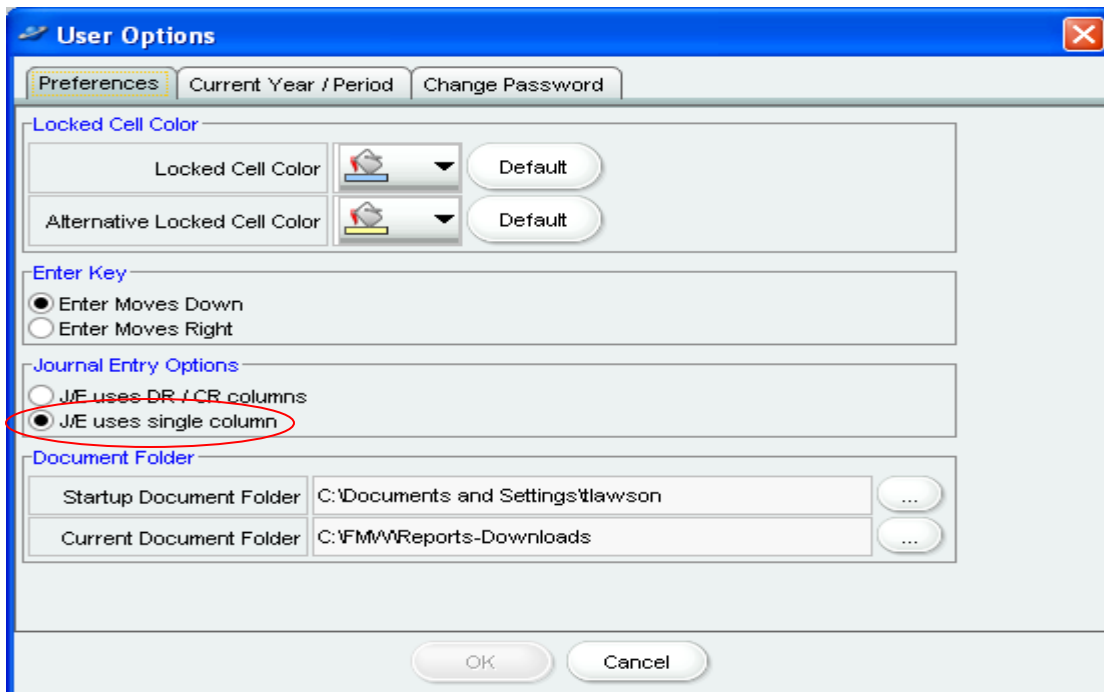 User Options
Preferences Current Year / Period Change Password
Locked Cell Color
Locked Cell Color Default
Alternative Locked Cell Color Default
Enter Key
Enter Moves Down
Enter Moves Right
Journal Entry Options
J/E uses DR / CR columns
J/E uses single column
Document Folder
Startup Document Folder C:\Documents and Settings\tlawson ...
Current Document Folder C:\FMW\Reports-Downloads ...
OK Cancel